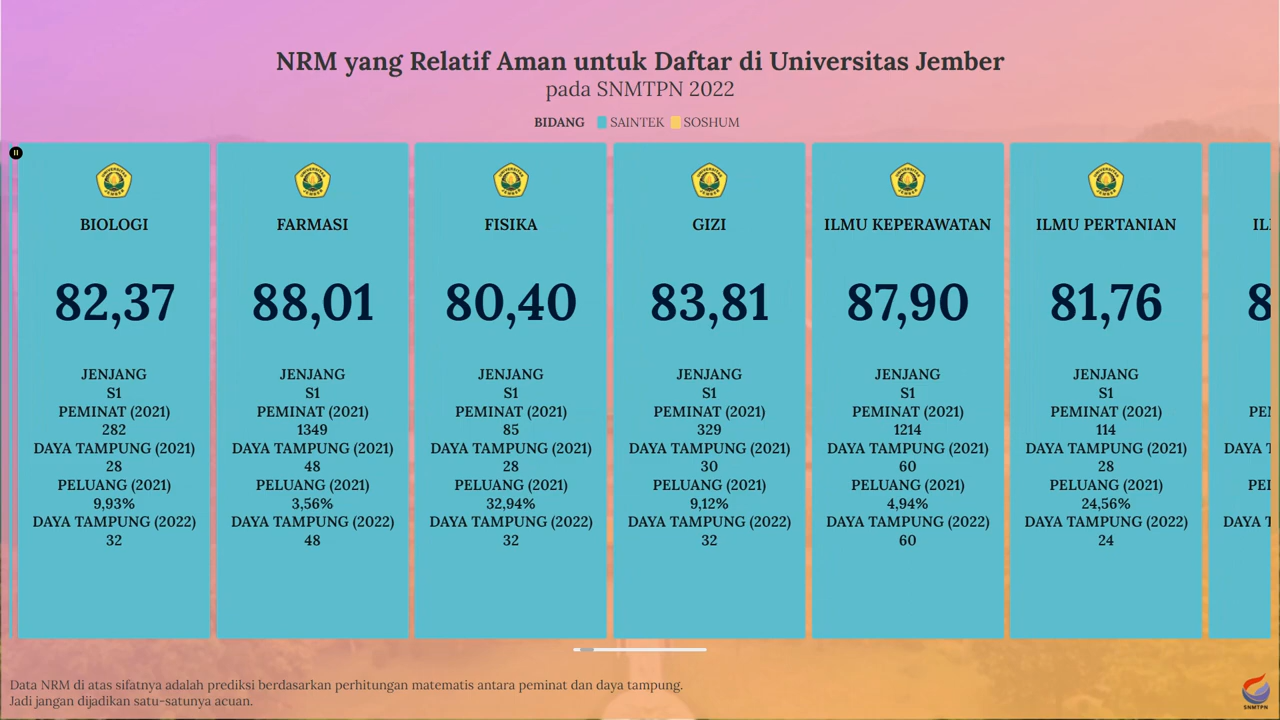 NRM yang Relatif Aman untuk Daftar di Universitas Jember
pada SNMTPN 2022
BIDANG SAINTEK SOSHUM
BIOLOGI
82,37
JENJANG
S1
PEMINAT (2021)
282
DAYA TAMPUNG (2021)
28
PELUANG (2021)
9,93%
DAYA TAMPUNG (2022)
32
FARMASI
88,01
JENJANG
S1
PEMINAT (2021)
1349
DAYA TAMPUNG (2021)
48
PELUANG (2021)
3,56%
DAYA TAMPUNG (2022)
48
FISIKA
80,40
JENJANG
S1
PEMINAT (2021)
85
DAYA TAMPUNG (2021)
28
PELUANG (2021)
32,94%
DAYA TAMPUNG (2022)
32
GIZI
83,81
JENJANG
S1
PEMINAT (2021)
329
DAYA TAMPUNG (2021)
30
PELUANG (2021)
9,12%
DAYA TAMPUNG (2022)
32
ILMU KEPERAWATAN
87,90
JENJANG
S1
PEMINAT (2021)
1214
DAYA TAMPUNG (2021)
60
PELUANG (2021)
4,94%
DAYA TAMPUNG (2022)
60
ILMU PERTANIAN
81,76
JENJANG
S1
PEMINAT (2021)
114
DAYA TAMPUNG (2021)
28
PELUANG (2021)
24,56%
DAYA TAMPUNG (2022)
24
8
DAYA
DAYA
Data NRM di atas sifatnya adalah prediksi berdasarkan perhitungan matematis antara peminat dan daya tampung.
Jadi jangan dijadikan satu-satunya acuan.
SNMTPN